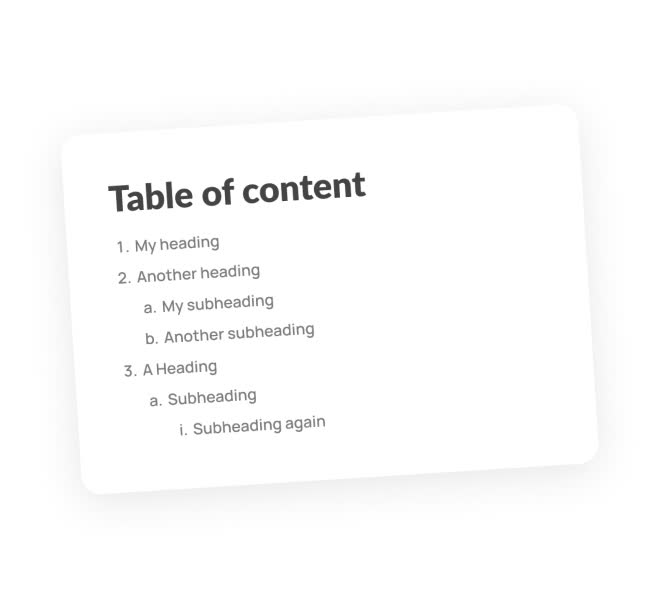 Table of content
1. My heading
2. Another heading
a. My subheading
b. Another subheading
3. A Heading
a. Subheading
i. Subheading again